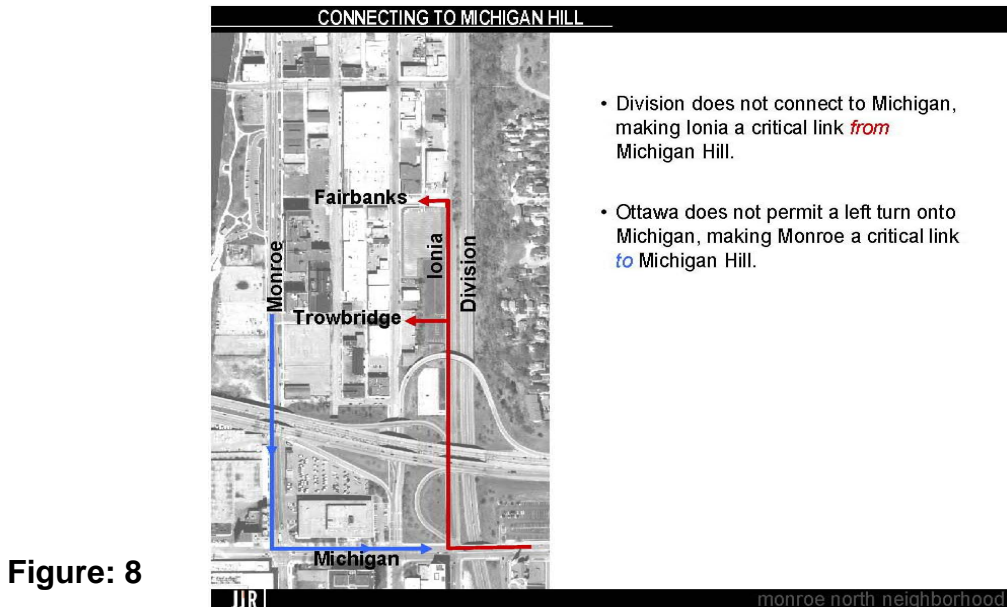 CONNECTING TO MICHIGAN HILL
• Division does not connect to Michigan,
making Ionia a critical link from
Michigan Hill.
• Ottawa does not permit a left turn onto
Michigan, making Monroe a critical link
to Michigan Hill.
Fairbanks
Monroe
Ionia
Division
Trowbridge
Michigan
Figure: 8
JJR
monroe north neighborhood